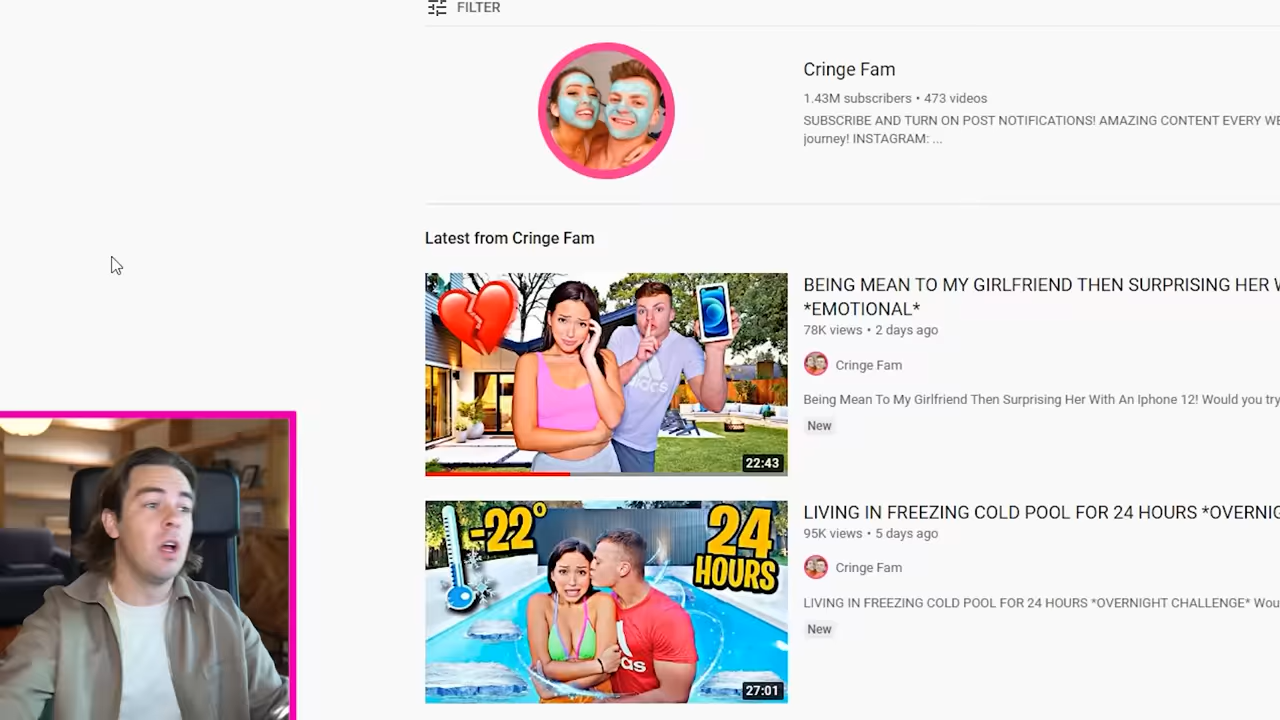 FILTER
Cringe Fam
1.43M subscribers • 473 videos
SUBSCRIBE AND TURN ON POST NOTIFICATIONS! AMAZING CONTENT EVERY WE
journey! INSTAGRAM: ...
Latest from Cringe Fam
BEING MEAN TO MY GIRLFRIEND THEN SURPRISING HER W
*EMOTIONAL*
78K views • 2 days ago
Cringe Fam
Being Mean To My Girlfriend Then Surprising Her With An Iphone 12! Would you try
New
adidas
22:43
LIVING IN FREEZING COLD POOL FOR 24 HOURS *OVERNIG
95K views • 5 days ago
Cringe Fam
LIVING IN FREEZING COLD POOL FOR 24 HOURS *OVERNIGHT CHALLENGE* Wou
New
-22°
24
HOURS
das
27:01